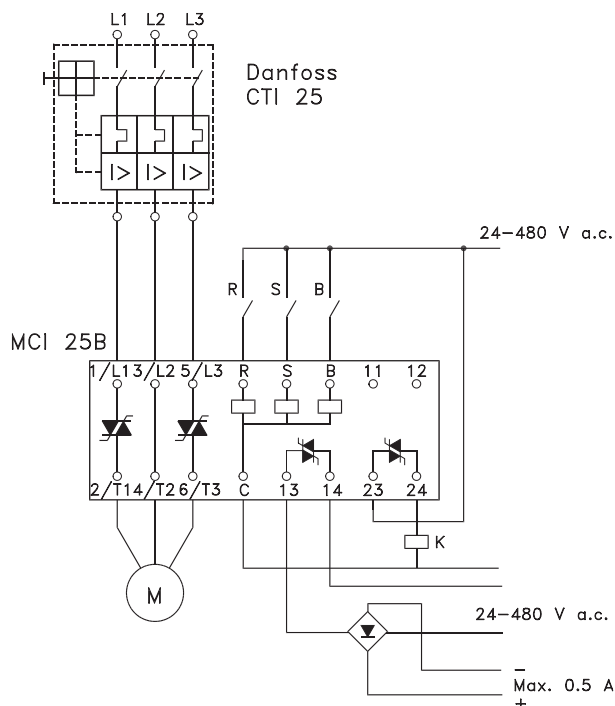 L1 L2 L3
Danfoss
CTI 25
I> I> I>
24-480 V a.c.
R S B
MCI 25B
1/L1 3/L2 5/L3 R S B 11 12
2/T1 4/T2 6/T3 C 13 14 23 24
K
M
24-480 V a.c.
-
Max. 0.5 A
+